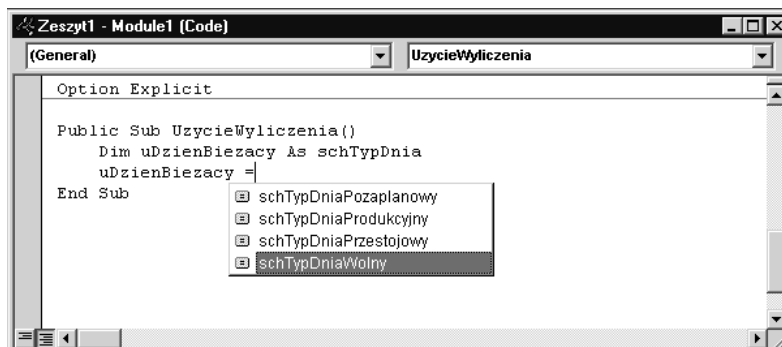 Zeszyt1 - Module1 (Code)
(General) UzycieWyliczenia
Option Explicit
Public Sub UzycieWyliczenia()
Dim uDzienBiezacy As schTypDnia
uDzienBiezacy =
End Sub
schTypDniaPozaplanowy
schTypDniaProdukcyjny
schTypDniaPrzestojowy
schTypDniaWolny